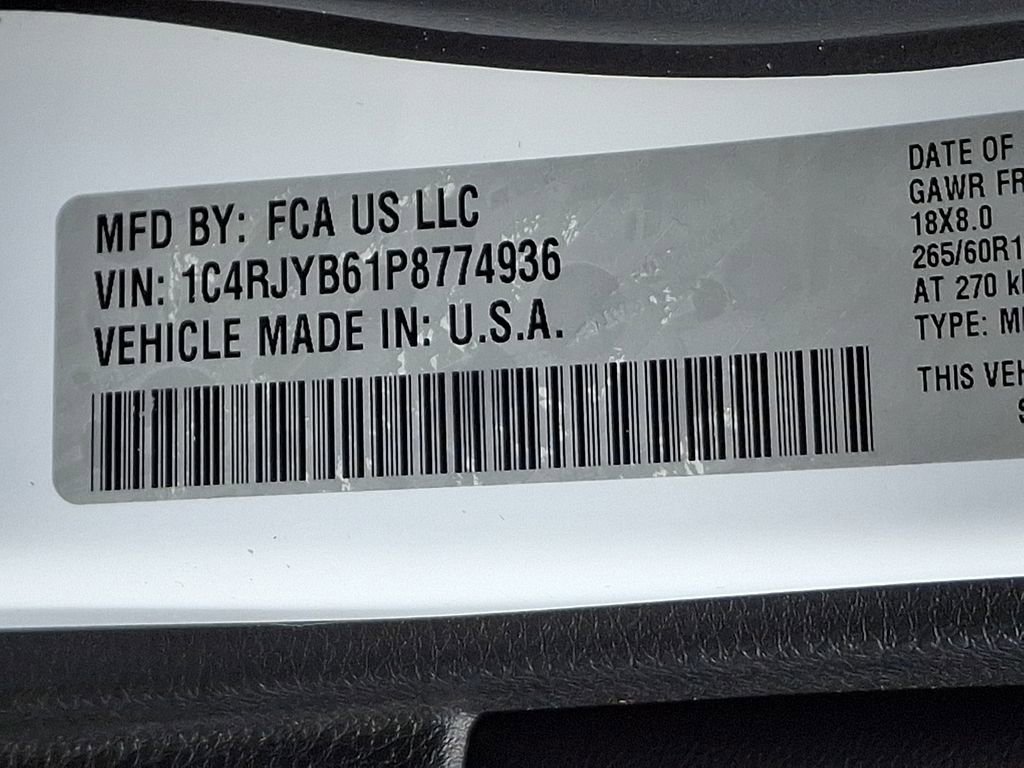 MFD BY: FCA US LLC
VIN: 1C4RJYB61P8774936
VEHICLE MADE IN: U.S.A.
DATE OF
GAWR FR
18X8.0
265/60R1
AT 270 k
TYPE: M
THIS VEH
S